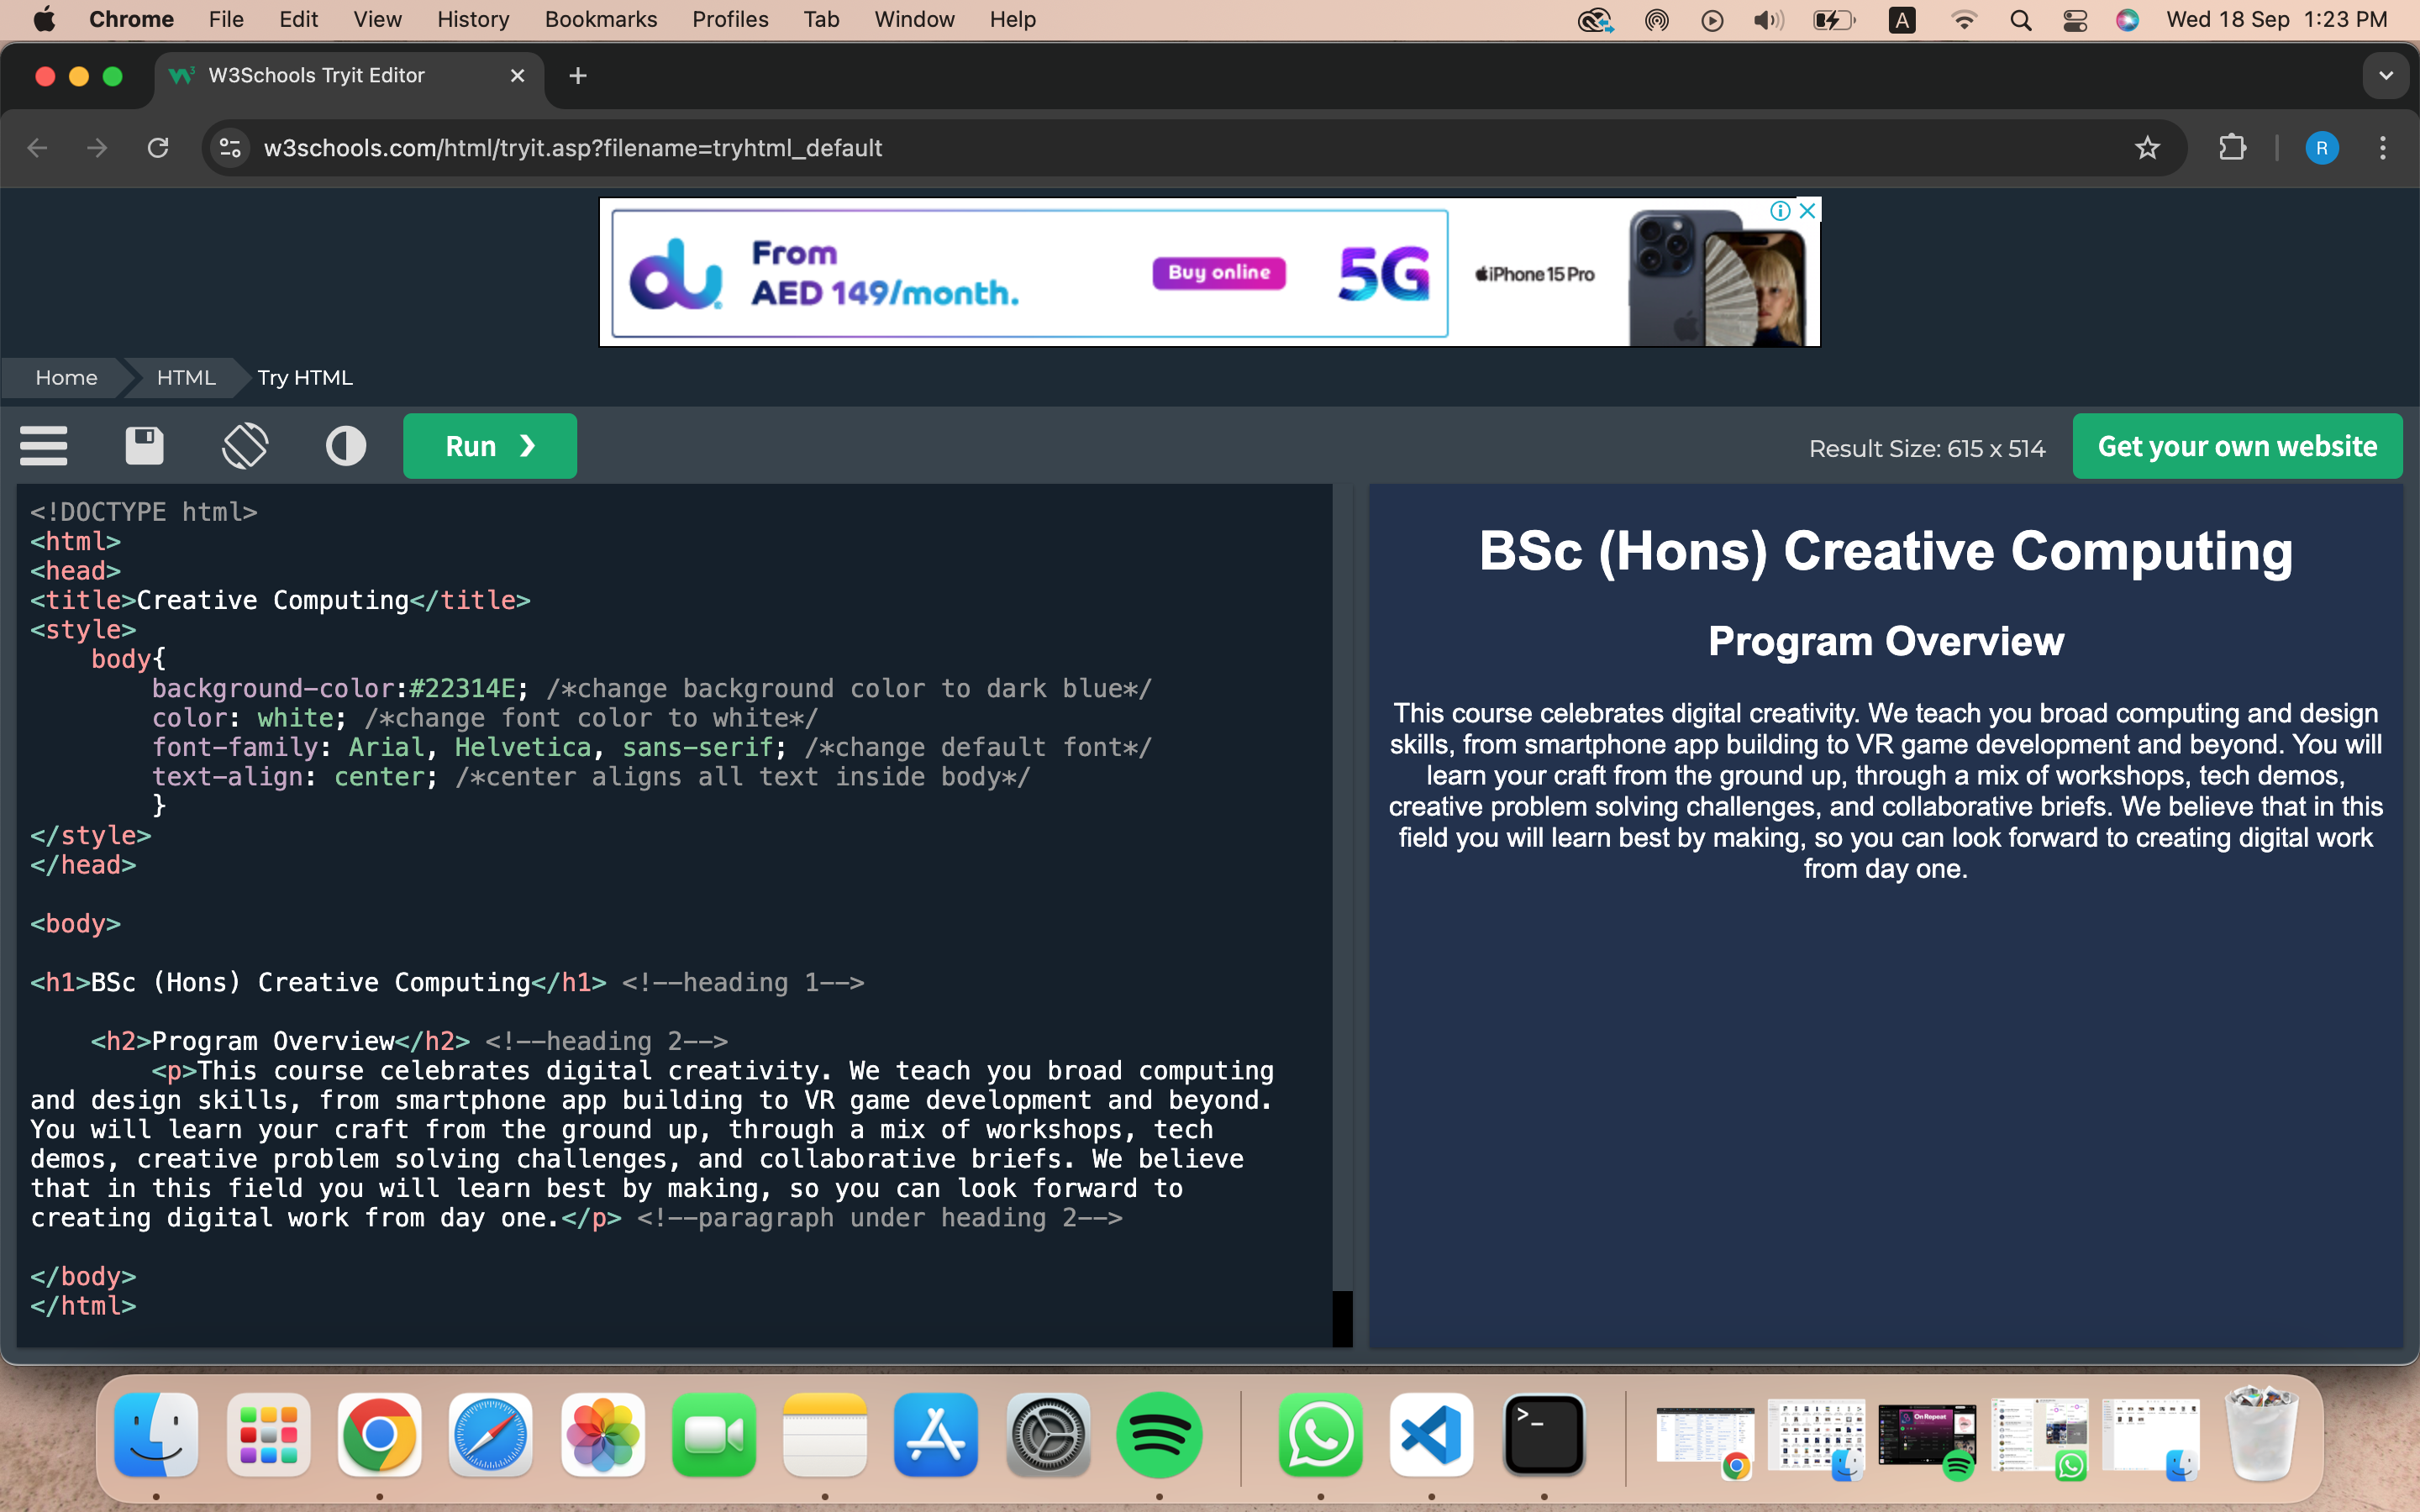 Chrome File Edit View History Bookmarks Profiles Tab Window Help A Wed 18 Sep 1:23 PM
W3Schools Tryit Editor
w3schools.com/html/tryit.asp?filename=tryhtml_default R
du From
AED 149/month. Buy online 5G iPhone 15 Pro
Home HTML Try HTML
Run ❯ Result Size: 615 x 514 Get your own website
<!DOCTYPE html>
<html>
<head>
<title>Creative Computing</title>
<style>
    body{
        background-color:#22314E; /*change background color to dark blue*/
        color: white; /*change font color to white*/
        font-family: Arial, Helvetica, sans-serif; /*change default font*/
        text-align: center; /*center aligns all text inside body*/
        }
</style>
</head>
<body>
<h1>BSc (Hons) Creative Computing</h1> <!--heading 1-->
    <h2>Program Overview</h2> <!--heading 2-->
        <p>This course celebrates digital creativity. We teach you broad computing
and design skills, from smartphone app building to VR game development and beyond.
You will learn your craft from the ground up, through a mix of workshops, tech
demos, creative problem solving challenges, and collaborative briefs. We believe
that in this field you will learn best by making, so you can look forward to
creating digital work from day one.</p> <!--paragraph under heading 2-->
</body>
</html>
BSc (Hons) Creative Computing
Program Overview
This course celebrates digital creativity. We teach you broad computing and design
skills, from smartphone app building to VR game development and beyond. You will
learn your craft from the ground up, through a mix of workshops, tech demos,
creative problem solving challenges, and collaborative briefs. We believe that in this
field you will learn best by making, so you can look forward to creating digital work
from day one.
>_
On Repeat